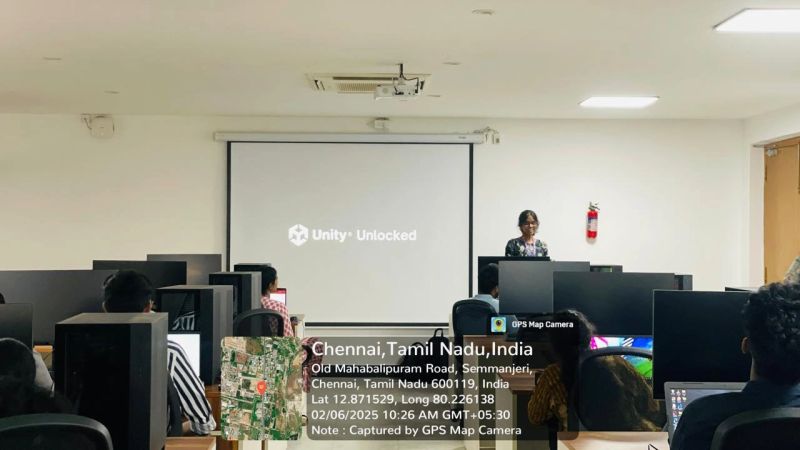 Unity® Unlocked
GPS Map Camera
Chennai,Tamil Nadu,India
Old Mahabalipuram Road, Semmanjeri,
Chennai, Tamil Nadu 600119, India
Lat 12.871529, Long 80.226138
02/06/2025 10:26 AM GMT+05:30
Note : Captured by GPS Map Camera